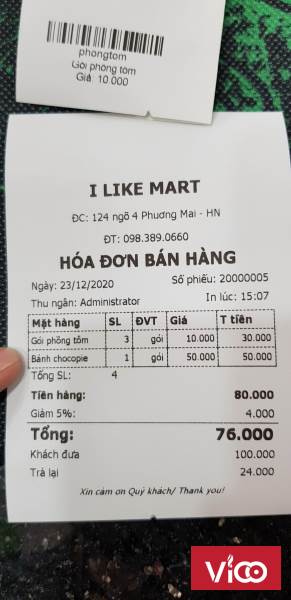 phongtom
Gói phồng tôm
Giá: 10.000
I LIKE MART
ĐC: 124 ngõ 4 Phương Mai - HN
ĐT: 098.389.0660
HÓA ĐƠN BÁN HÀNG
Ngày: 23/12/2020 Số phiếu: 20000005
Thu ngân: Administrator In lúc: 15:07
Mặt hàng SL ĐVT Giá T tiền
Gói phồng tôm 3 gói 10.000 30.000
Bánh chocopie 1 gói 50.000 50.000
Tổng SL: 4
Tiền hàng: 80.000
Giảm 5%: 4.000
Tổng: 76.000
Khách đưa 100.000
Trả lại 24.000
Xin cảm ơn Quý khách/ Thank you!
VICO